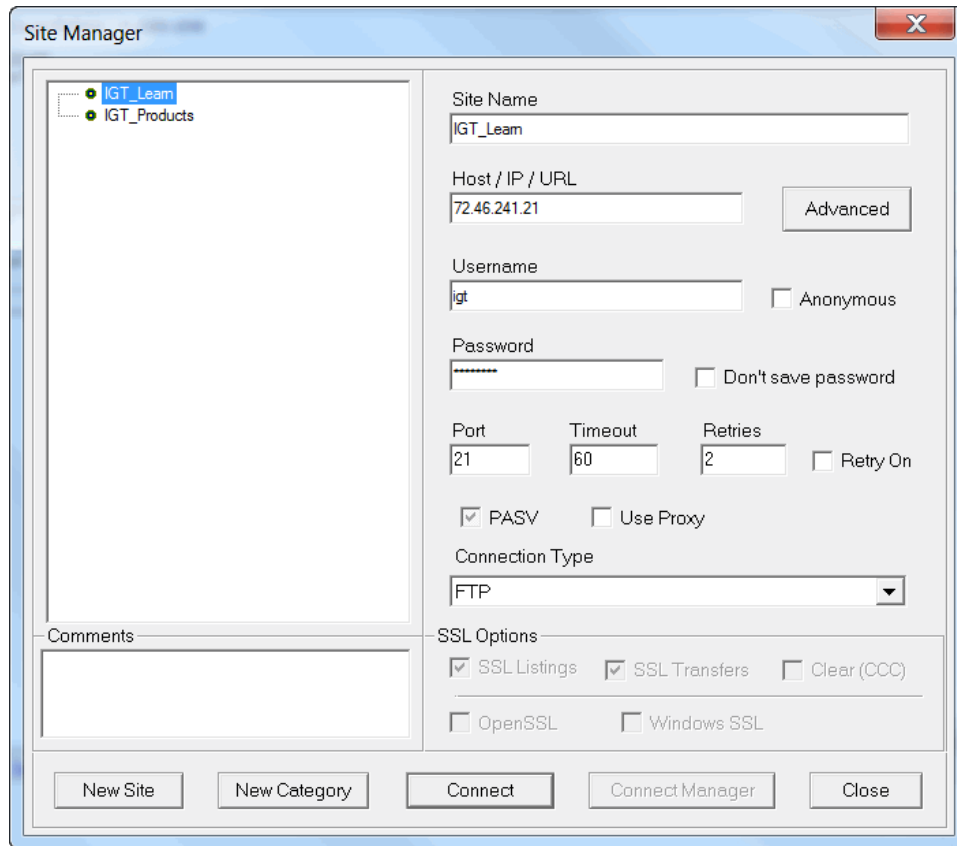 Site Manager
IGT_Learn
IGT_Products
Site Name
IGT_Learn
Host / IP / URL
72.46.241.21
Advanced
Username
igt
Anonymous
Password
********
Don't save password
Port Timeout Retries
21 60 2 Retry On
PASV Use Proxy
Connection Type
FTP
Comments
SSL Options
SSL Listings SSL Transfers Clear (CCC)
OpenSSL Windows SSL
New Site New Category Connect Connect Manager Close